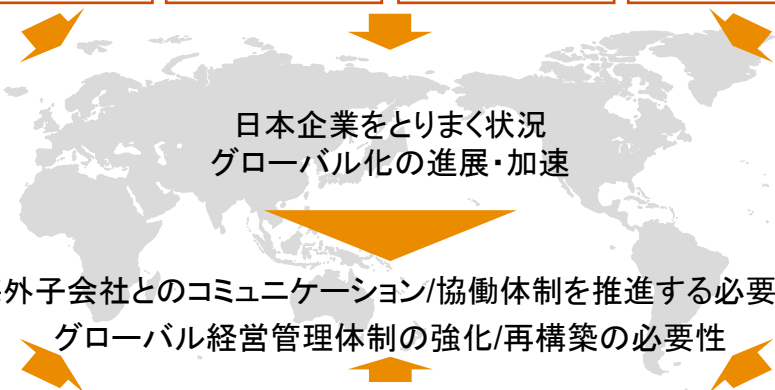 日本企業をとりまく状況
グローバル化の進展・加速
外子会社とのコミュニケーション/協働体制を推進する必要
グローバル経営管理体制の強化/再構築の必要性